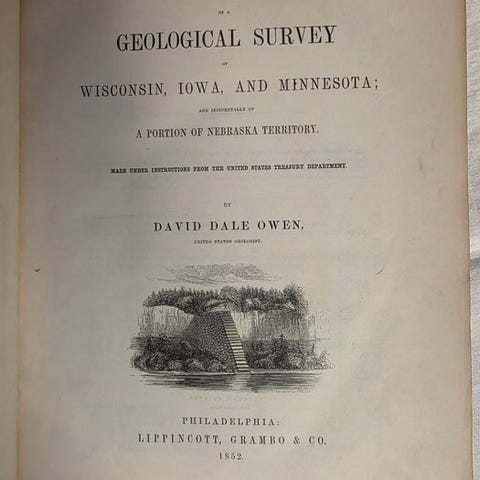 OF A
GEOLOGICAL SURVEY
OF
WISCONSIN, IOWA, AND MINNESOTA;
AND INCIDENTALLY OF
A PORTION OF NEBRASKA TERRITORY.
MADE UNDER INSTRUCTIONS FROM THE UNITED STATES TREASURY DEPARTMENT.
BY
DAVID DALE OWEN,
UNITED STATES GEOLOGIST.
PHILADELPHIA:
LIPPINCOTT, GRAMBO & CO.
1852.